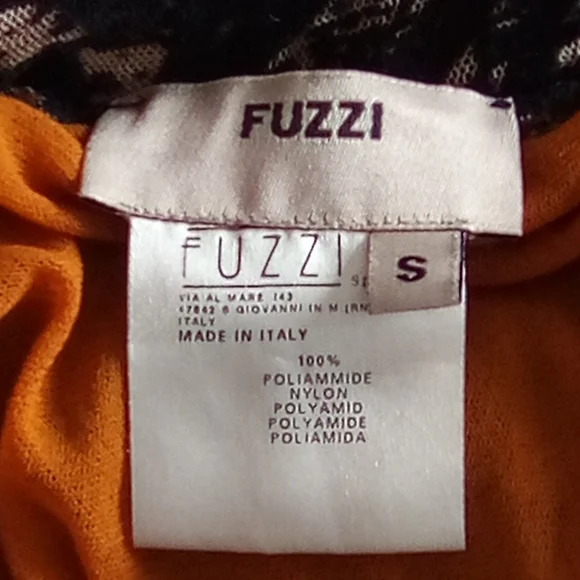 FUZZI
FUZZI
S
VIA AL MARE 143
47842 S GIOVANNI IN M (RN)
ITALY
MADE IN ITALY
100%
POLIAMMIDE
NYLON
POLYAMID
POLYAMIDE
POLIAMIDA